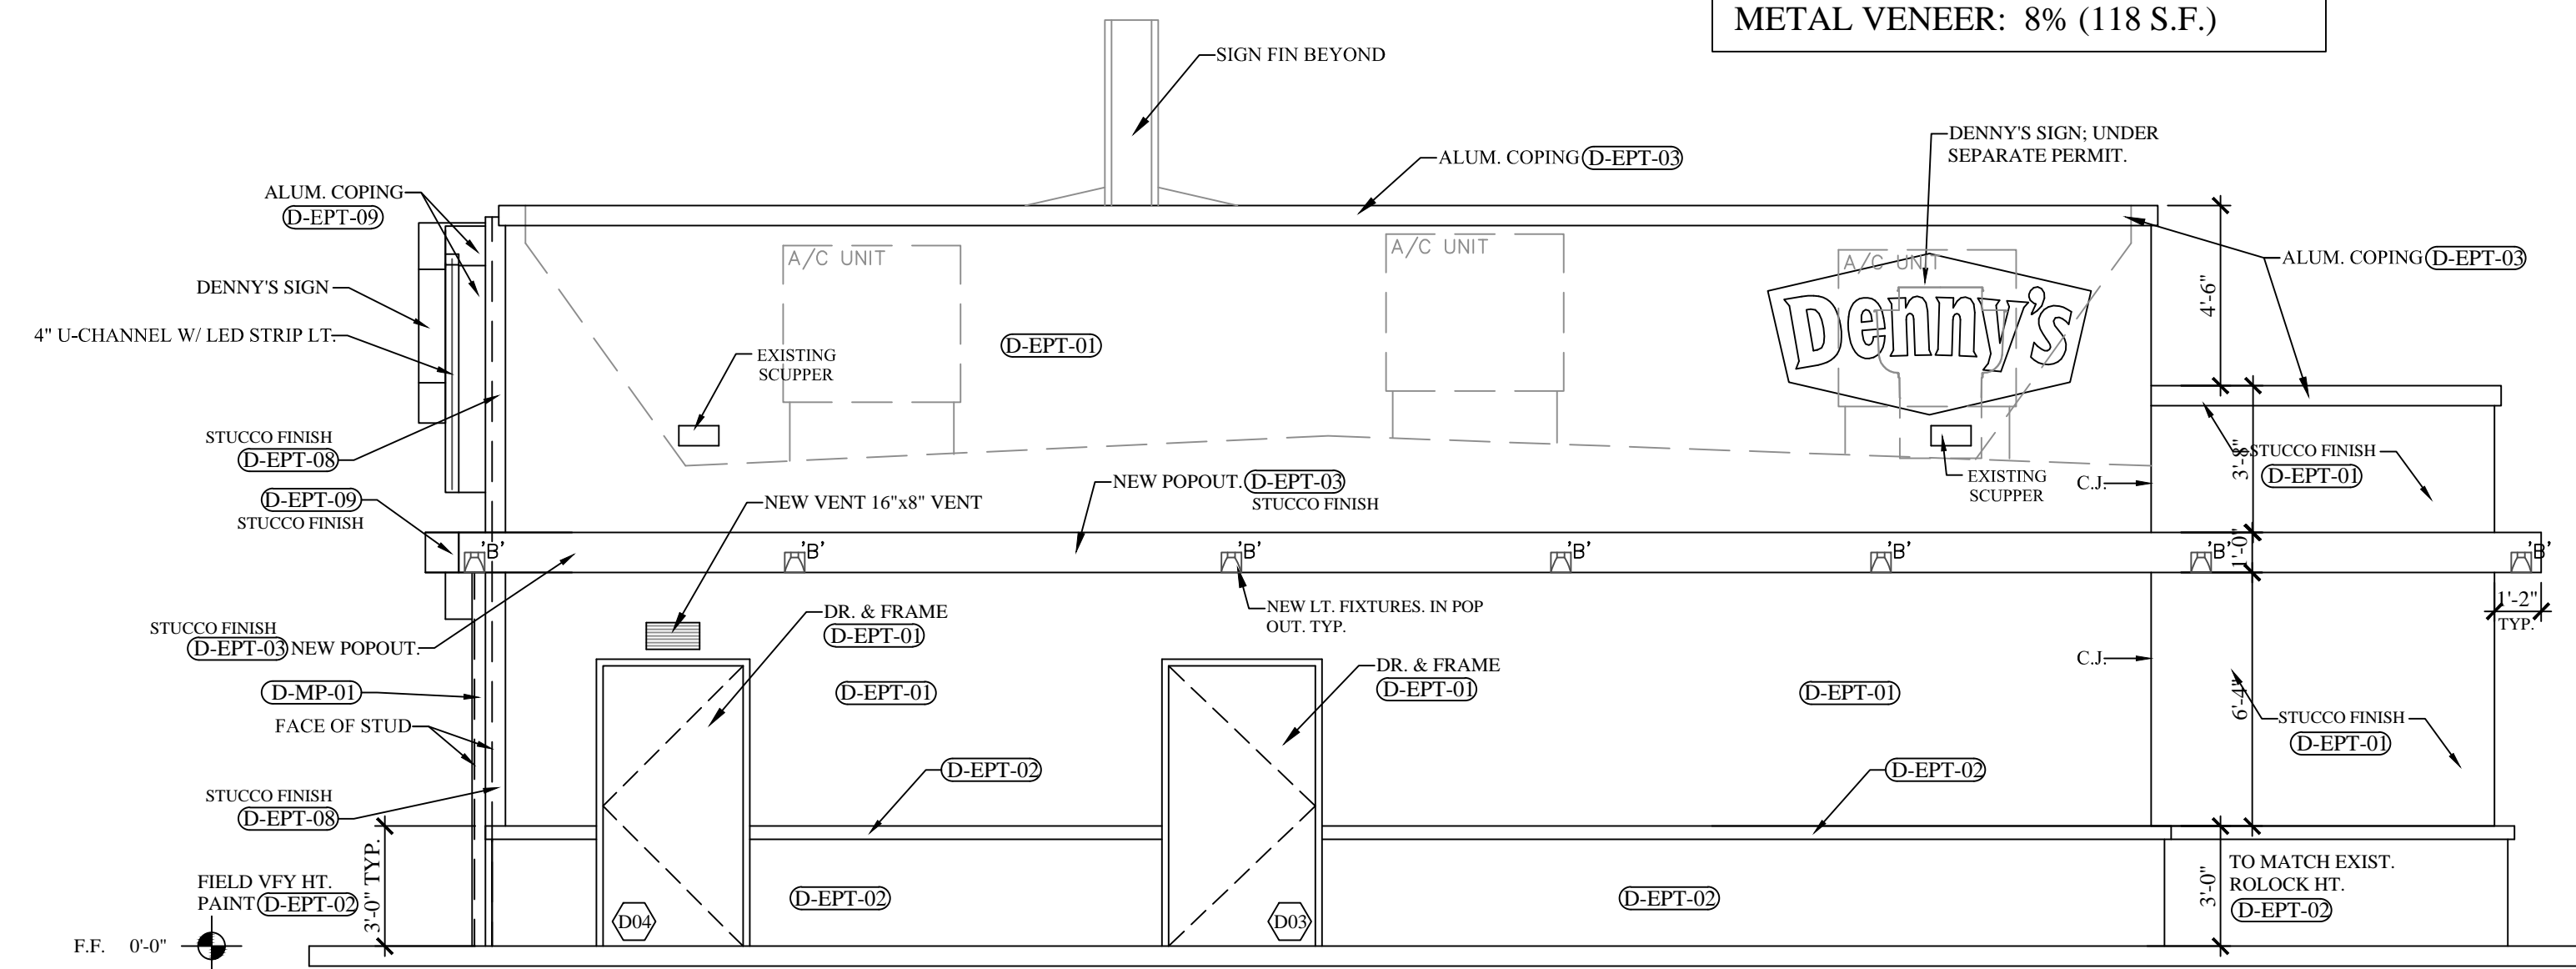 METAL VENEER: 8% (118 S.F.)
SIGN FIN BEYOND
DENNY'S SIGN; UNDER
SEPARATE PERMIT.
ALUM. COPING D-EPT-03
ALUM. COPING
D-EPT-09
A/C UNIT
A/C UNIT
A/C UNIT
ALUM. COPING D-EPT-03
4'-6"
DENNY'S SIGN
Denny's
4" U-CHANNEL W/ LED STRIP LT.
D-EPT-01
EXISTING
SCUPPER
STUCCO FINISH
D-EPT-08
3'-8"
STUCCO FINISH
D-EPT-01
EXISTING
SCUPPER
C.J.
NEW POPOUT. D-EPT-03
STUCCO FINISH
NEW VENT 16"x8" VENT
D-EPT-09
STUCCO FINISH
'B'
'B'
'B'
'B'
'B'
'B'
'B'
1'-0"
1'-2"
TYP.
NEW LT. FIXTURES. IN POP
OUT. TYP.
DR. & FRAME
D-EPT-01
STUCCO FINISH
D-EPT-03 NEW POPOUT.
DR. & FRAME
D-EPT-01
C.J.
D-MP-01
D-EPT-01
D-EPT-01
6'-4"
FACE OF STUD
STUCCO FINISH
D-EPT-01
D-EPT-02
D-EPT-02
STUCCO FINISH
D-EPT-08
3'-0" TYP.
FIELD VFY HT.
PAINT D-EPT-02
D-EPT-02
D-EPT-02
3'-0"
TO MATCH EXIST.
ROLOCK HT.
D-EPT-02
D04
D03
F.F. 0'-0"